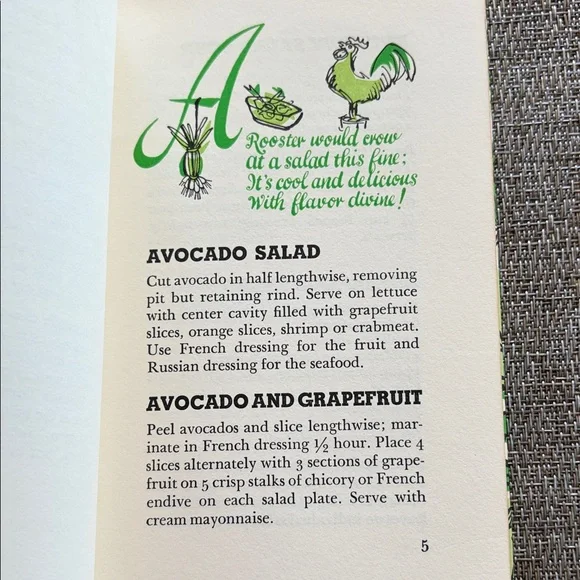 A
Rooster would crow
at a salad this fine:
It's cool and delicious
With flavor divine!
AVOCADO SALAD
Cut avocado in half lengthwise, removing
pit but retaining rind. Serve on lettuce
with center cavity filled with grapefruit
slices, orange slices, shrimp or crabmeat.
Use French dressing for the fruit and
Russian dressing for the seafood.
AVOCADO AND GRAPEFRUIT
Peel avocados and slice lengthwise; mar-
inate in French dressing ½ hour. Place 4
slices alternately with 3 sections of grape-
fruit on 5 crisp stalks of chicory or French
endive on each salad plate. Serve with
cream mayonnaise.
5